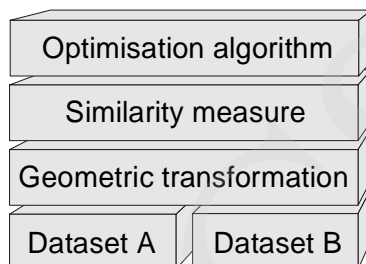 Optimisation algorithm
Similarity measure
Geometric transformation
Dataset A
Dataset B